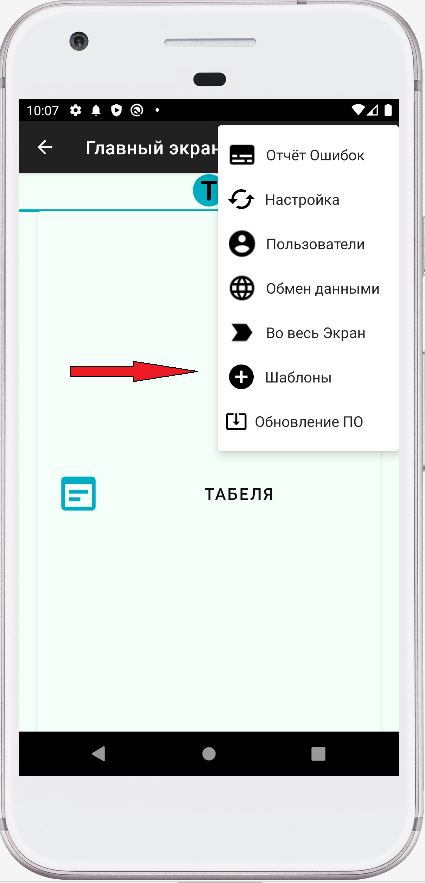 10:07
Главный экран
Т
Отчёт Ошибок
Настройка
Пользователи
Обмен данными
Во весь Экран
Шаблоны
Обновление ПО
ТАБЕЛЯ